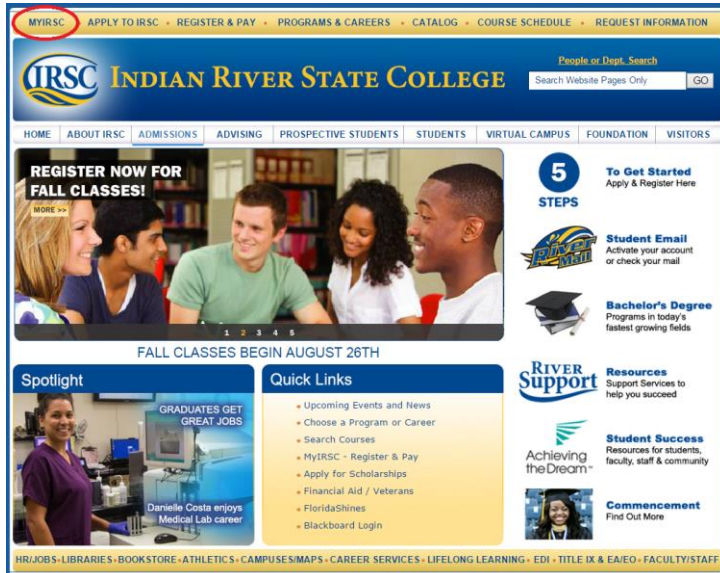 MYIRSC APPLY TO IRSC • REGISTER & PAY • PROGRAMS & CAREERS • CATALOG • COURSE SCHEDULE • REQUEST INFORMATION
IRSC INDIAN RIVER STATE COLLEGE
People or Dept. Search
Search Website Pages Only GO
HOME ABOUT IRSC ADMISSIONS ADVISING PROSPECTIVE STUDENTS STUDENTS VIRTUAL CAMPUS FOUNDATION VISITORS
REGISTER NOW FOR
FALL CLASSES!
MORE >>
1 2 3 4 5
FALL CLASSES BEGIN AUGUST 26TH
Spotlight
GRADUATES GET
GREAT JOBS
Danielle Costa enjoys
Medical Lab career
Quick Links
Upcoming Events and News
Choose a Program or Career
Search Courses
MyIRSC - Register & Pay
Apply for Scholarships
Financial Aid / Veterans
FloridaShines
Blackboard Login
5
STEPS
To Get Started
Apply & Register Here
River
Mail
Student Email
Activate your account
or check your mail
Bachelor's Degree
Programs in today's
fastest growing fields
RIVER
Support
Resources
Support Services to
help you succeed
Achieving
the Dream™
Student Success
Resources for students,
faculty, staff & community
Commencement
Find Out More
HR/JOBS • LIBRARIES • BOOKSTORE • ATHLETICS • CAMPUSES/MAPS • CAREER SERVICES • LIFELONG LEARNING • EDI • TITLE IX & EA/EO • FACULTY/STAFF